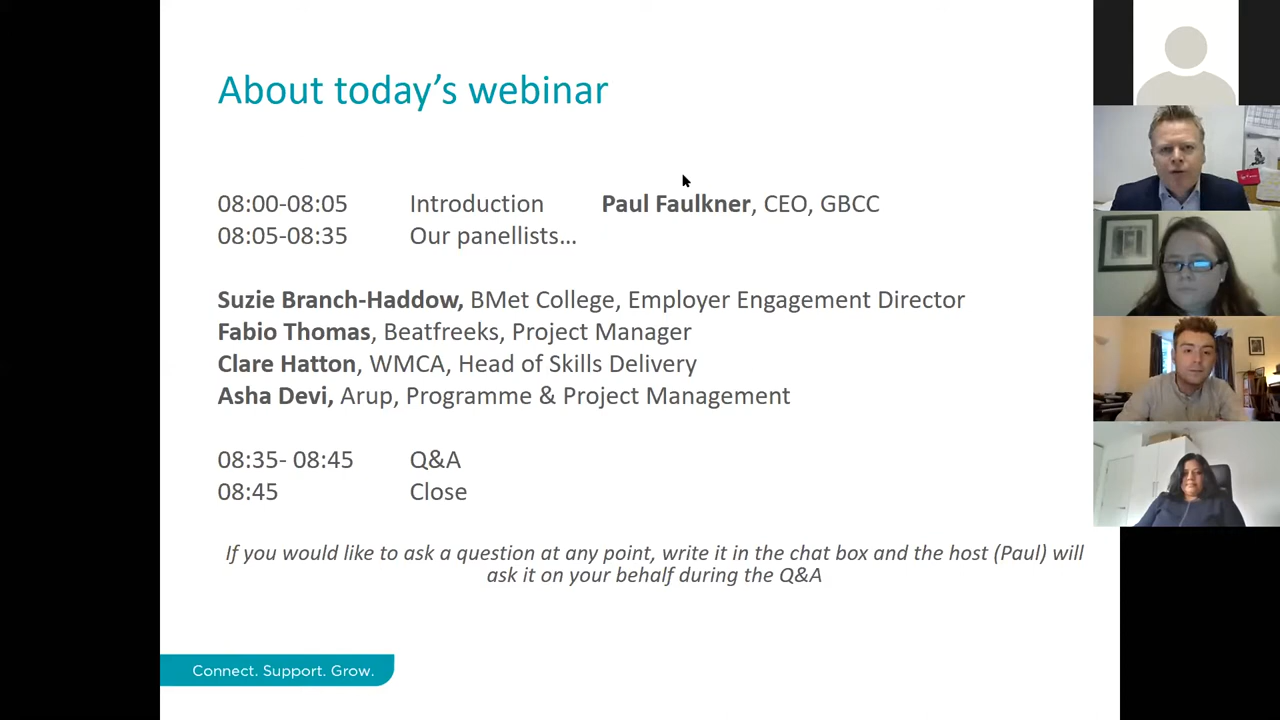 About today’s webinar
08:00-08:05 Introduction Paul Faulkner, CEO, GBCC
08:05-08:35 Our panellists…
Suzie Branch-Haddow, BMet College, Employer Engagement Director
Fabio Thomas, Beatfreeks, Project Manager
Clare Hatton, WMCA, Head of Skills Delivery
Asha Devi, Arup, Programme & Project Management
08:35- 08:45 Q&A
08:45 Close
If you would like to ask a question at any point, write it in the chat box and the host (Paul) will
ask it on your behalf during the Q&A
Connect. Support. Grow.